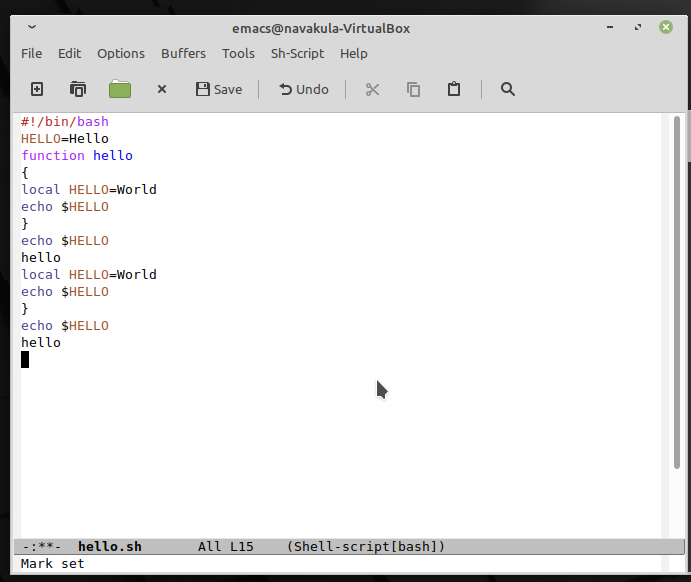 emacs@navakula-VirtualBox
File Edit Options Buffers Tools Sh-Script Help
Save Undo
#!/bin/bash
HELLO=Hello
function hello
{
local HELLO=World
echo $HELLO
}
echo $HELLO
hello
local HELLO=World
echo $HELLO
}
echo $HELLO
hello
-:**- hello.sh All L15 (Shell-script[bash])
Mark set